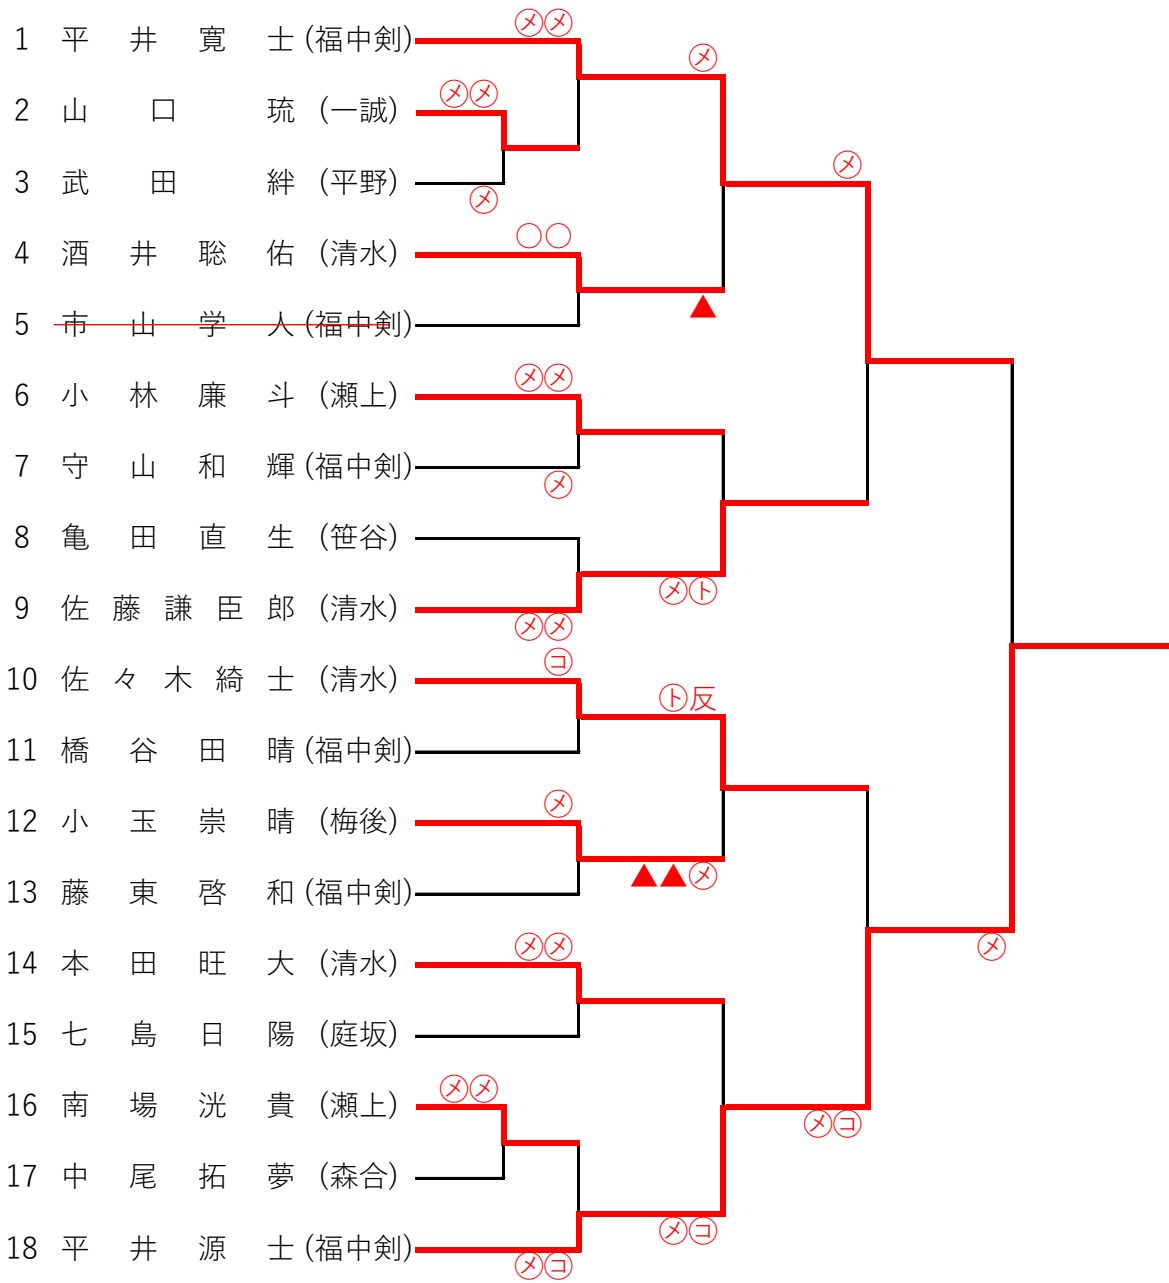 ㋱㋱
1 平井寛士 (福中剣)
㋱
㋱㋱
2 山口琉 (一誠)
㋱
3 武田絆 (平野)
㋱
○○
4 酒井聡佑 (清水)
▲
5 市山学人 (福中剣)
㋱㋱
6 小林廉斗 (瀬上)
7 守山和輝 (福中剣)
㋱
8 亀田直生 (笹谷)
㋱㋣
9 佐藤謙臣郎 (清水)
㋱㋱
㋙
10 佐々木綺士 (清水)
㋣反
11 橋谷田晴 (福中剣)
㋱
12 小玉崇晴 (梅後)
▲▲㋱
13 藤東啓和 (福中剣)
㋱㋱
㋱
14 本田旺大 (清水)
15 七島日陽 (庭坂)
㋱㋱
16 南場洸貴 (瀬上)
㋱㋙
17 中尾拓夢 (森合)
㋱㋙
18 平井源士 (福中剣)
㋱㋙